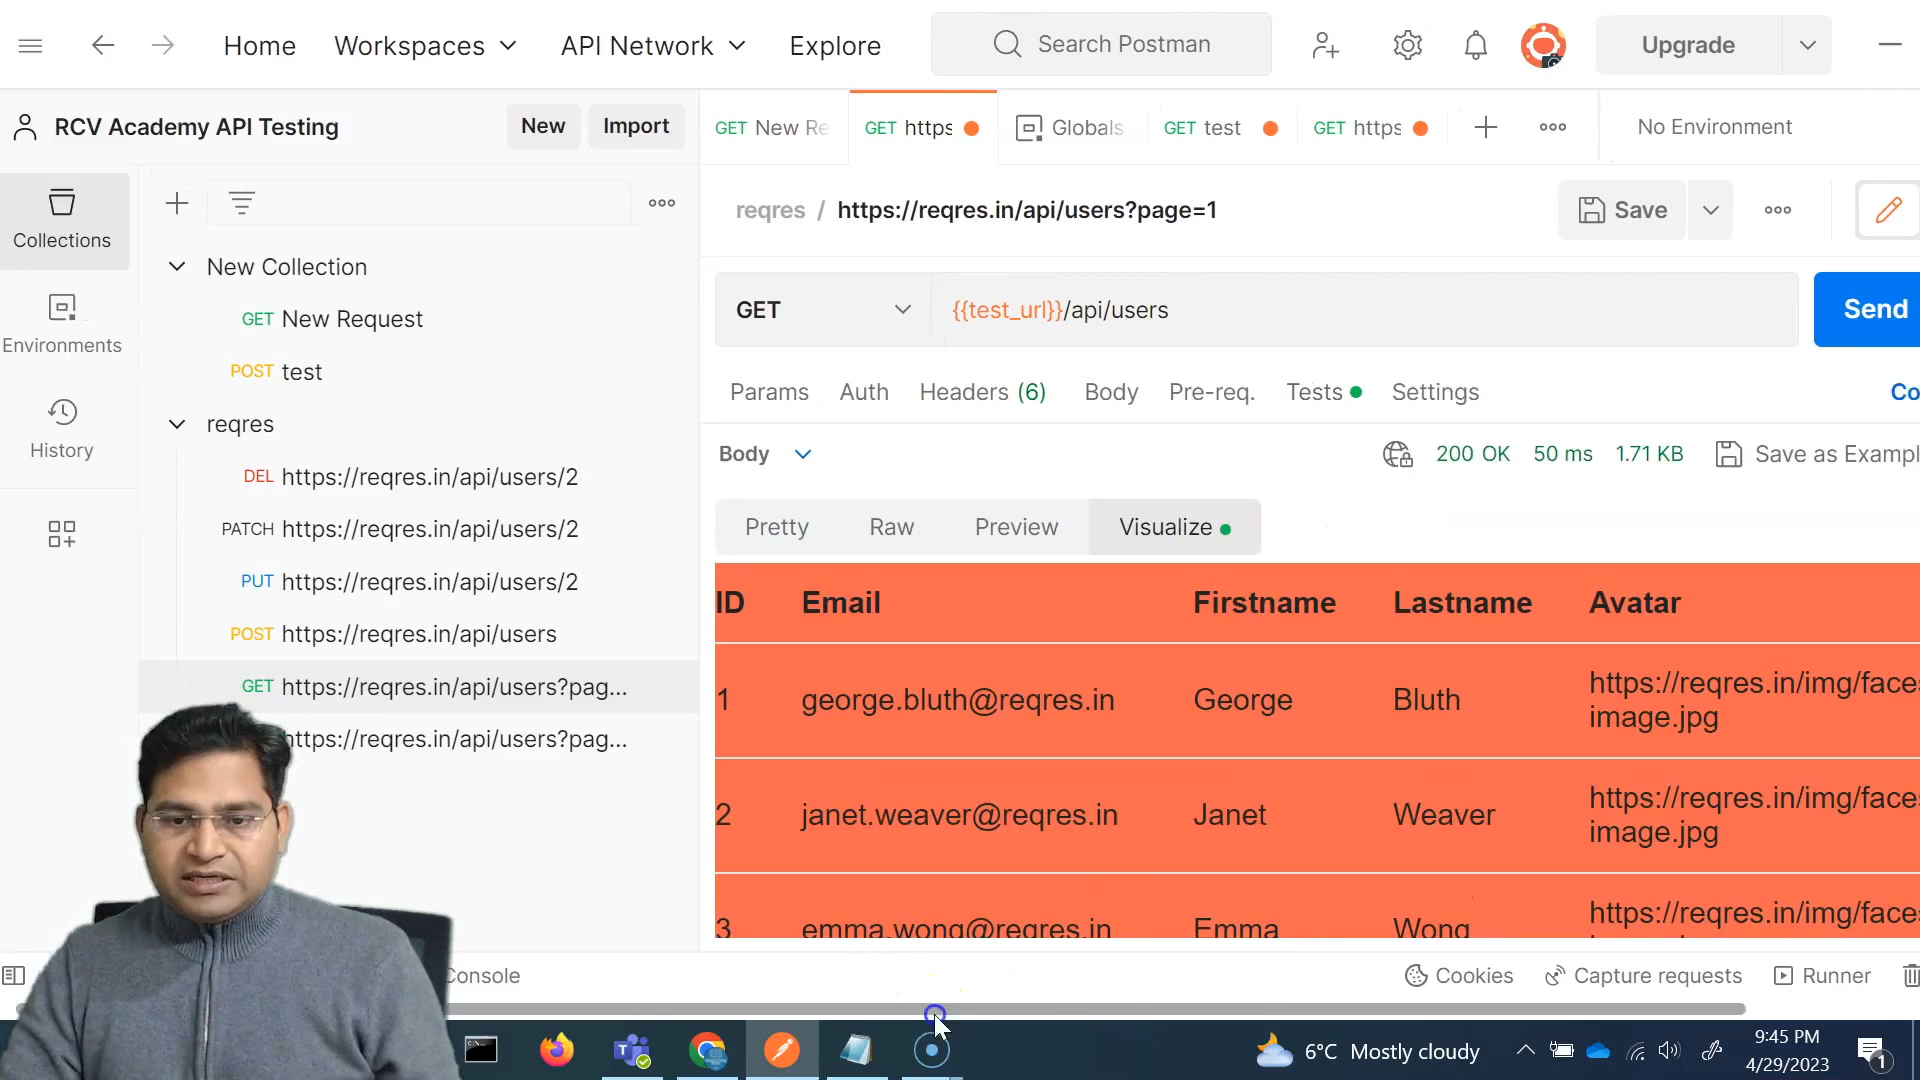 Home
Workspaces
API Network
Explore
Search Postman
Upgrade
RCV Academy API Testing
New
Import
GET New Re
GET https
Globals
GET test
GET https
No Environment
Collections
Environments
History
New Collection
GET New Request
POST test
reqres
DEL https://reqres.in/api/users/2
PATCH https://reqres.in/api/users/2
PUT https://reqres.in/api/users/2
POST https://reqres.in/api/users
GET https://reqres.in/api/users?pag...
https://reqres.in/api/users?pag...
reqres / https://reqres.in/api/users?page=1
Save
GET
{{test_url}}/api/users
Send
Params
Auth
Headers (6)
Body
Pre-req.
Tests
Settings
Co
Body
200 OK
50 ms
1.71 KB
Save as Exampl
Pretty
Raw
Preview
Visualize
ID Email Firstname Lastname Avatar
1 george.bluth@reqres.in George Bluth https://reqres.in/img/faces
image.jpg
2 janet.weaver@reqres.in Janet Weaver https://reqres.in/img/faces
image.jpg
3 emma.wong@reqres.in Emma Wong https://reqres.in/img/faces
Console
Cookies
Capture requests
Runner
6°C Mostly cloudy
9:45 PM
4/29/2023
1